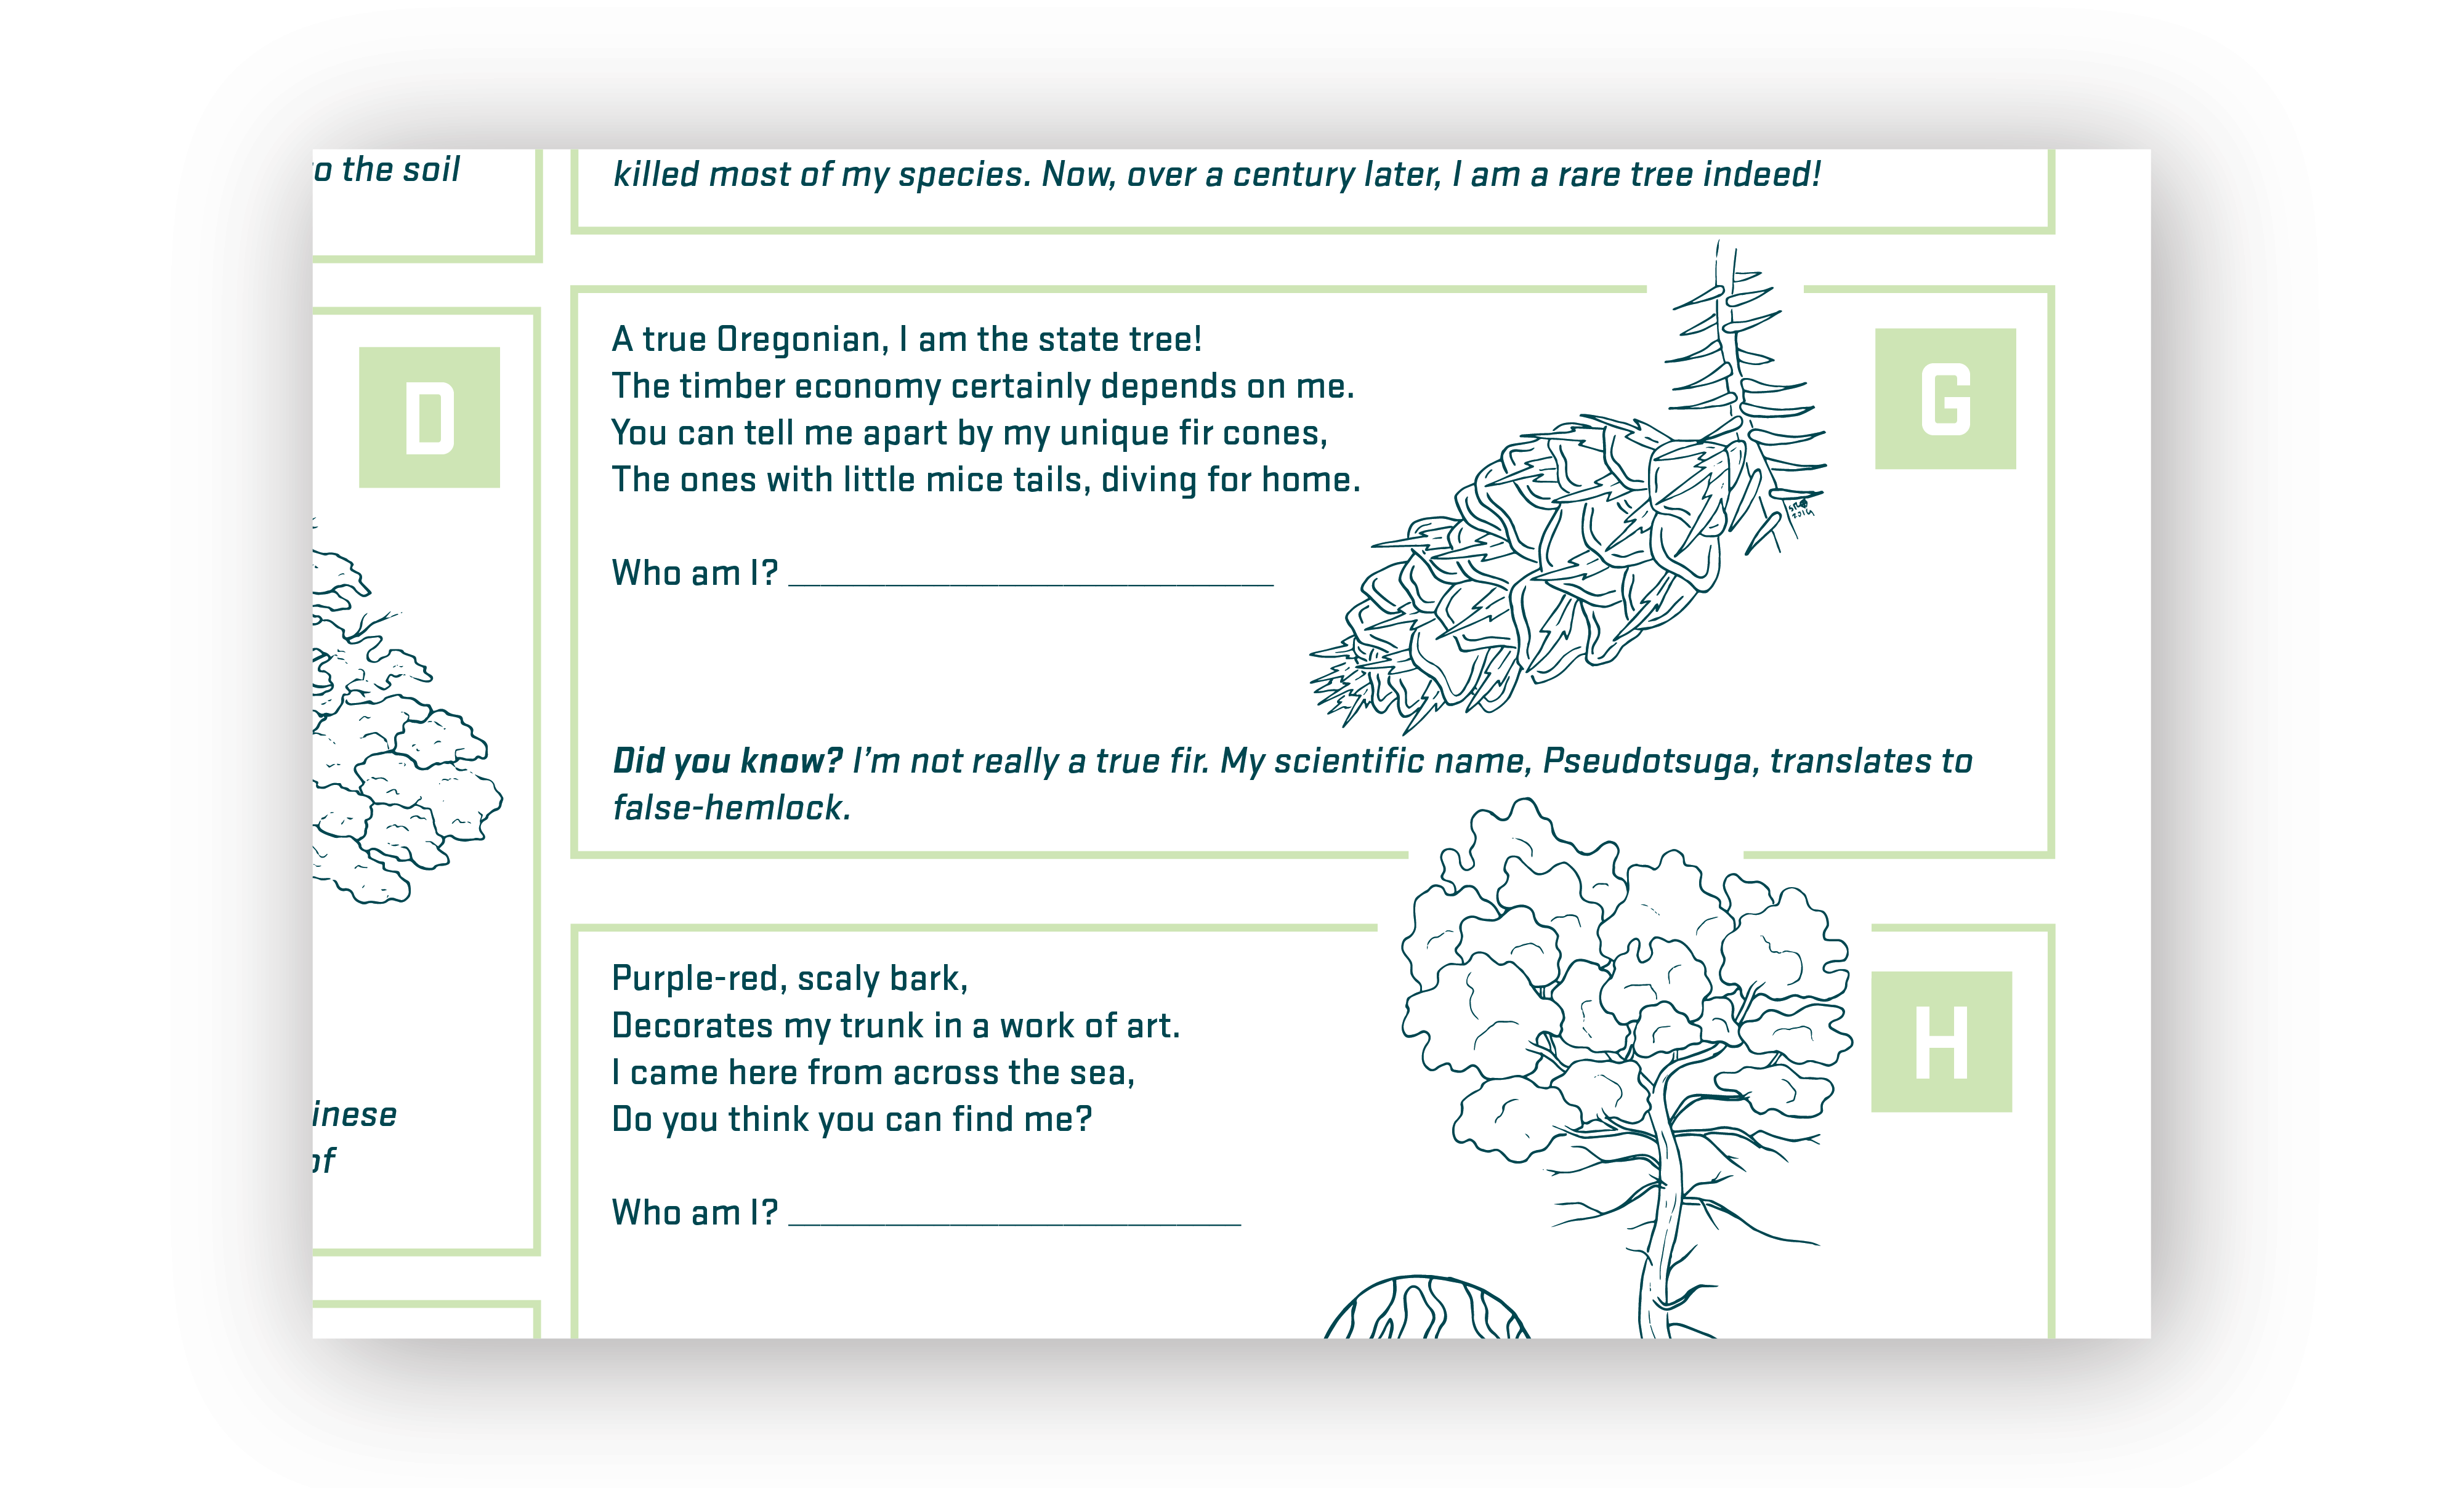 o the soil
D
inese
of
killed most of my species. Now, over a century later, I am a rare tree indeed!
G
A true Oregonian, I am the state tree!
The timber economy certainly depends on me.
You can tell me apart by my unique fir cones,
The ones with little mice tails, diving for home.
Who am I?
Did you know? I'm not really a true fir. My scientific name, Pseudotsuga, translates to
false-hemlock.
H
Purple-red, scaly bark,
Decorates my trunk in a work of art.
I came here from across the sea,
Do you think you can find me?
Who am I?